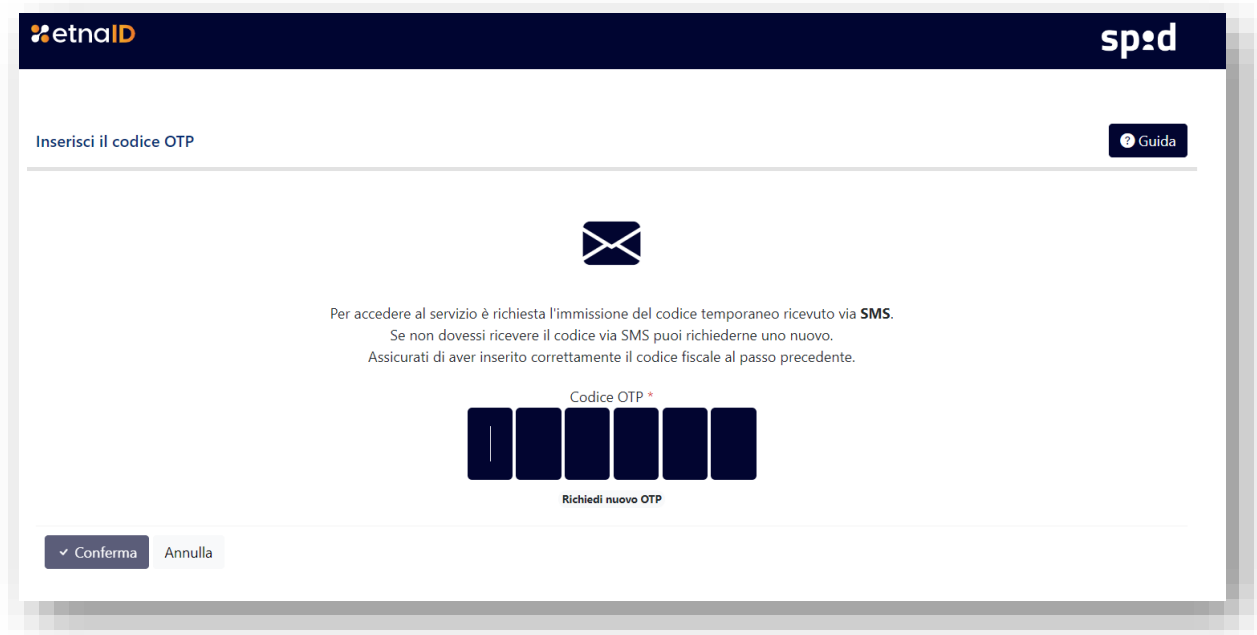 etnaID
spid
Inserisci il codice OTP
Guida
Per accedere al servizio è richiesta l'immissione del codice temporaneo ricevuto via SMS.
Se non dovessi ricevere il codice via SMS puoi richiederne uno nuovo.
Assicurati di aver inserito correttamente il codice fiscale al passo precedente.
Codice OTP *
Richiedi nuovo OTP
Conferma
Annulla